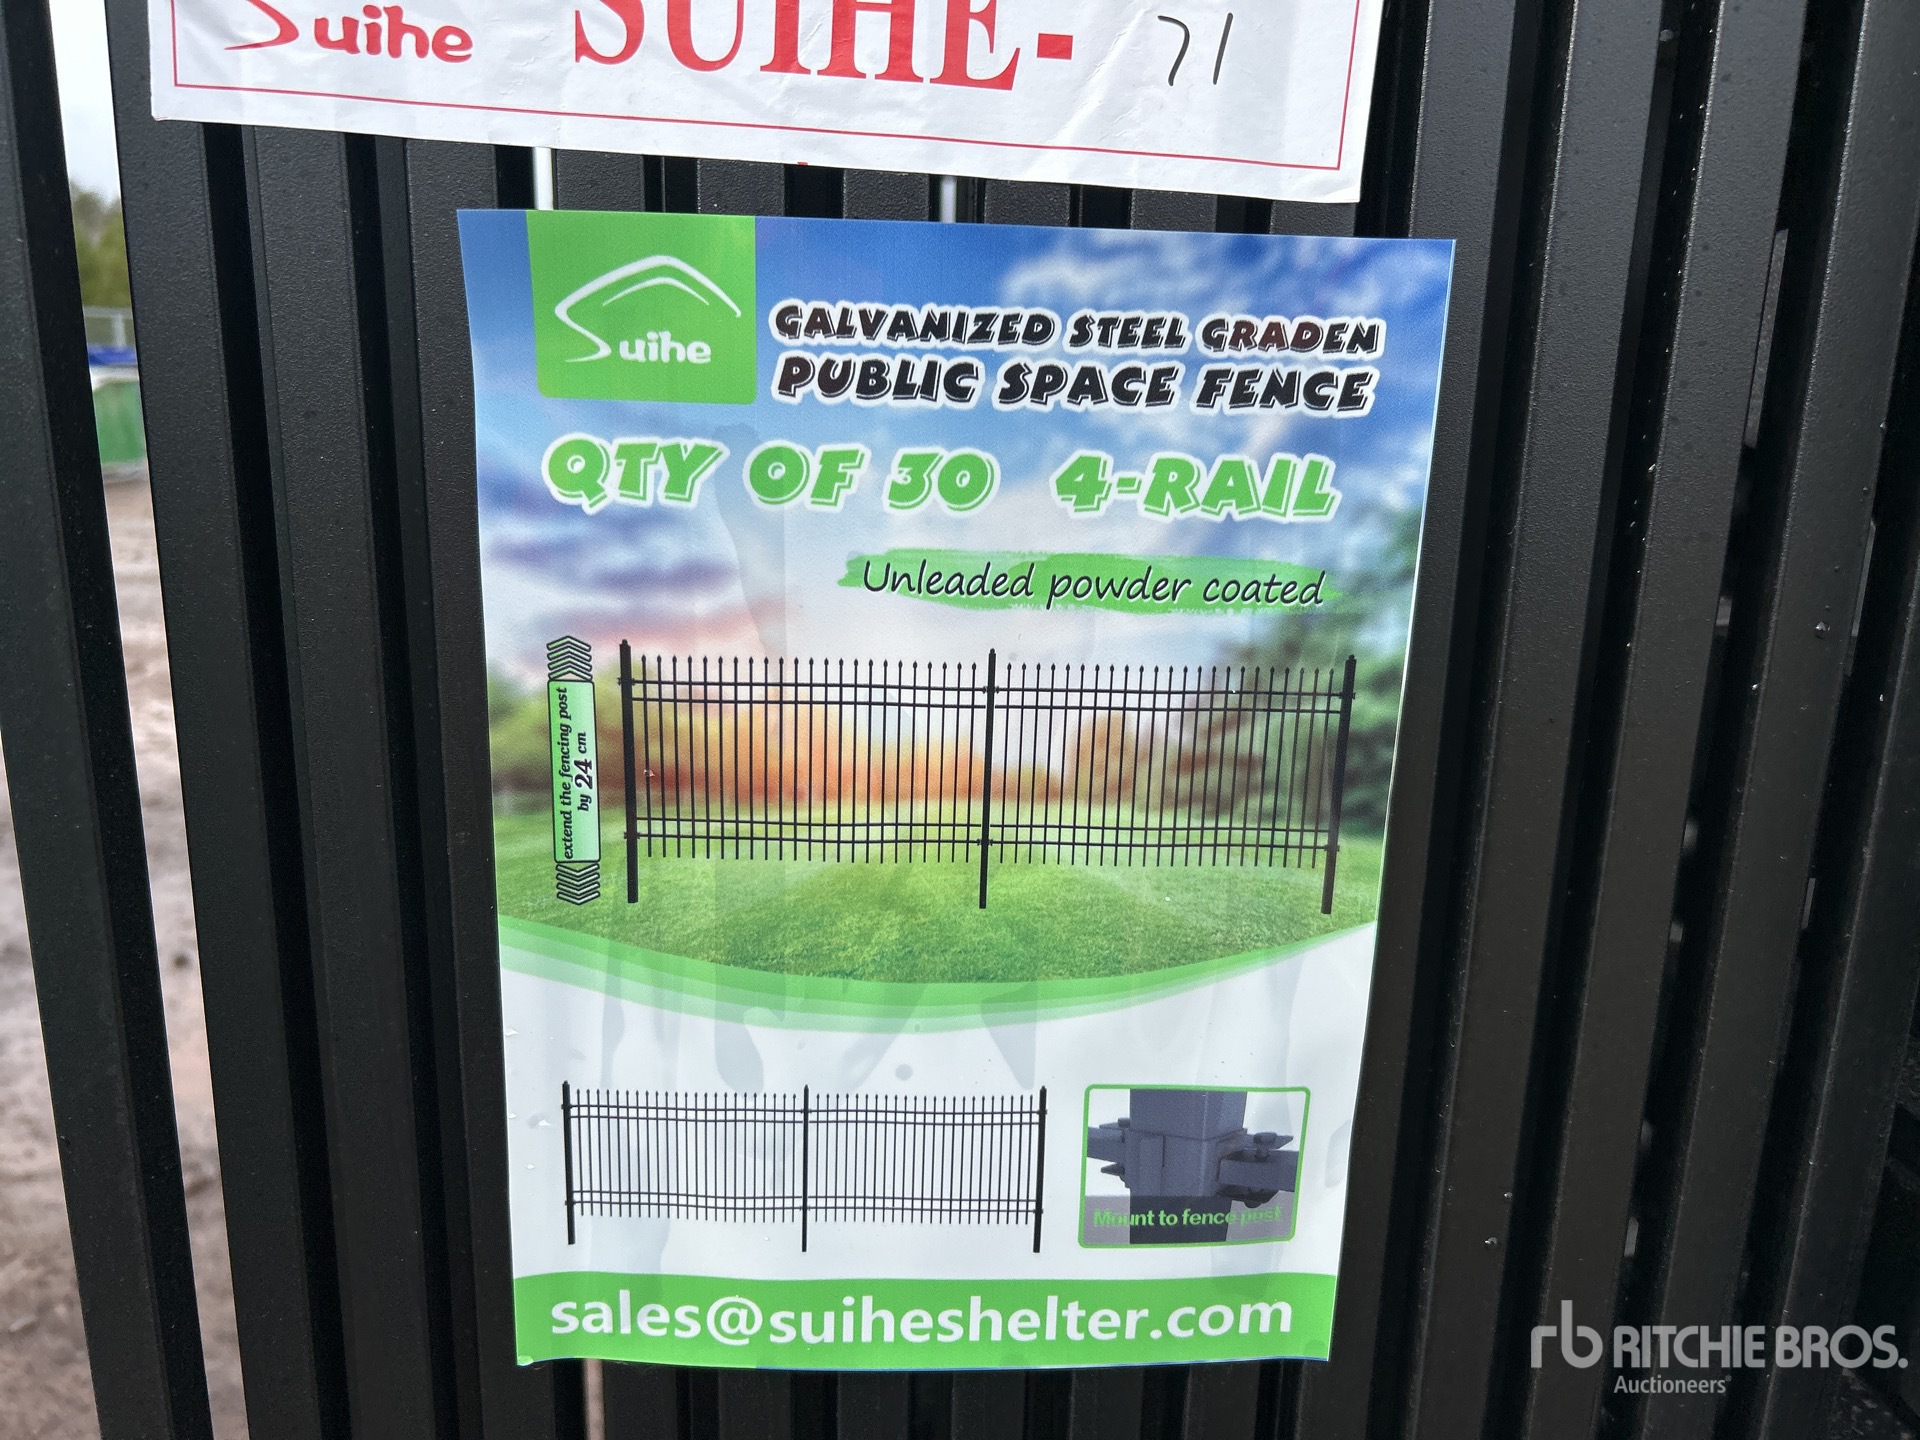 Suihe SUIHE- 71
Suihe
GALVANIZED STEEL GRADEN
PUBLIC SPACE FENCE
QTY OF 30 4-RAIL
Unleaded powder coated
extend the fencing post
by 24 cm
Mount to fence post
sales@suiheshelter.com
rb RITCHIE BROS.
Auctioneers